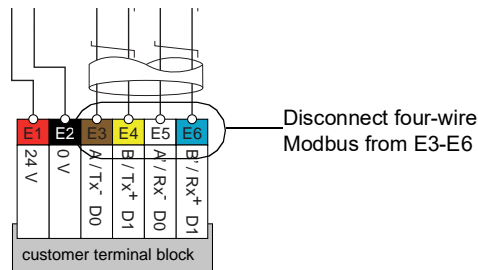 E1 E2 E3 E4 E5 E6
Disconnect four-wire
Modbus from E3-E6
24 V
0 V
A / Tx⁻ D0
B / Tx⁺ D1
A' / Rx⁻ D0
B' / Rx⁺ D1
customer terminal block